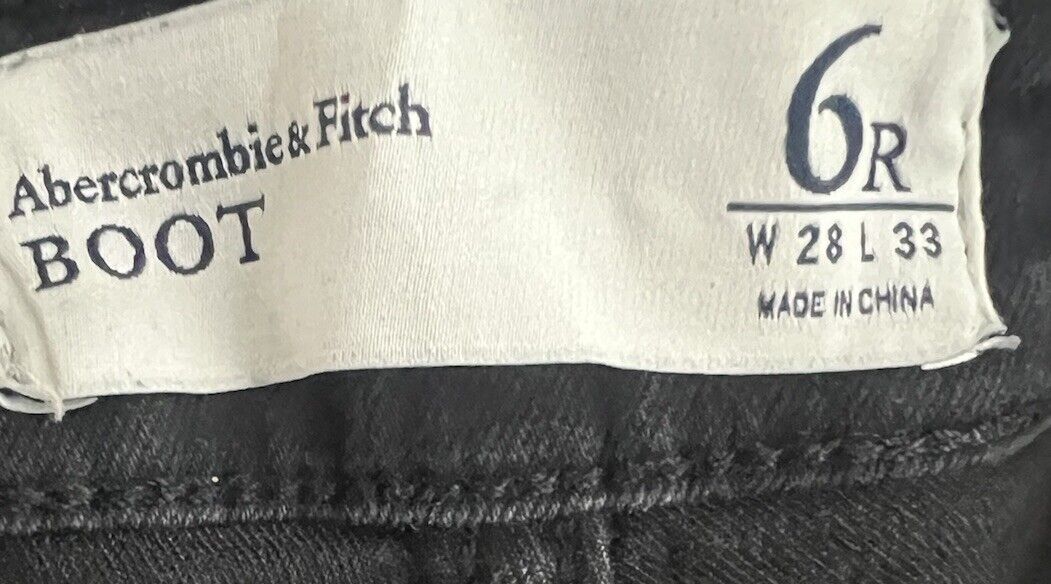 Abercrombie & Fitch
BOOT
6R
W 28 L 33
MADE IN CHINA